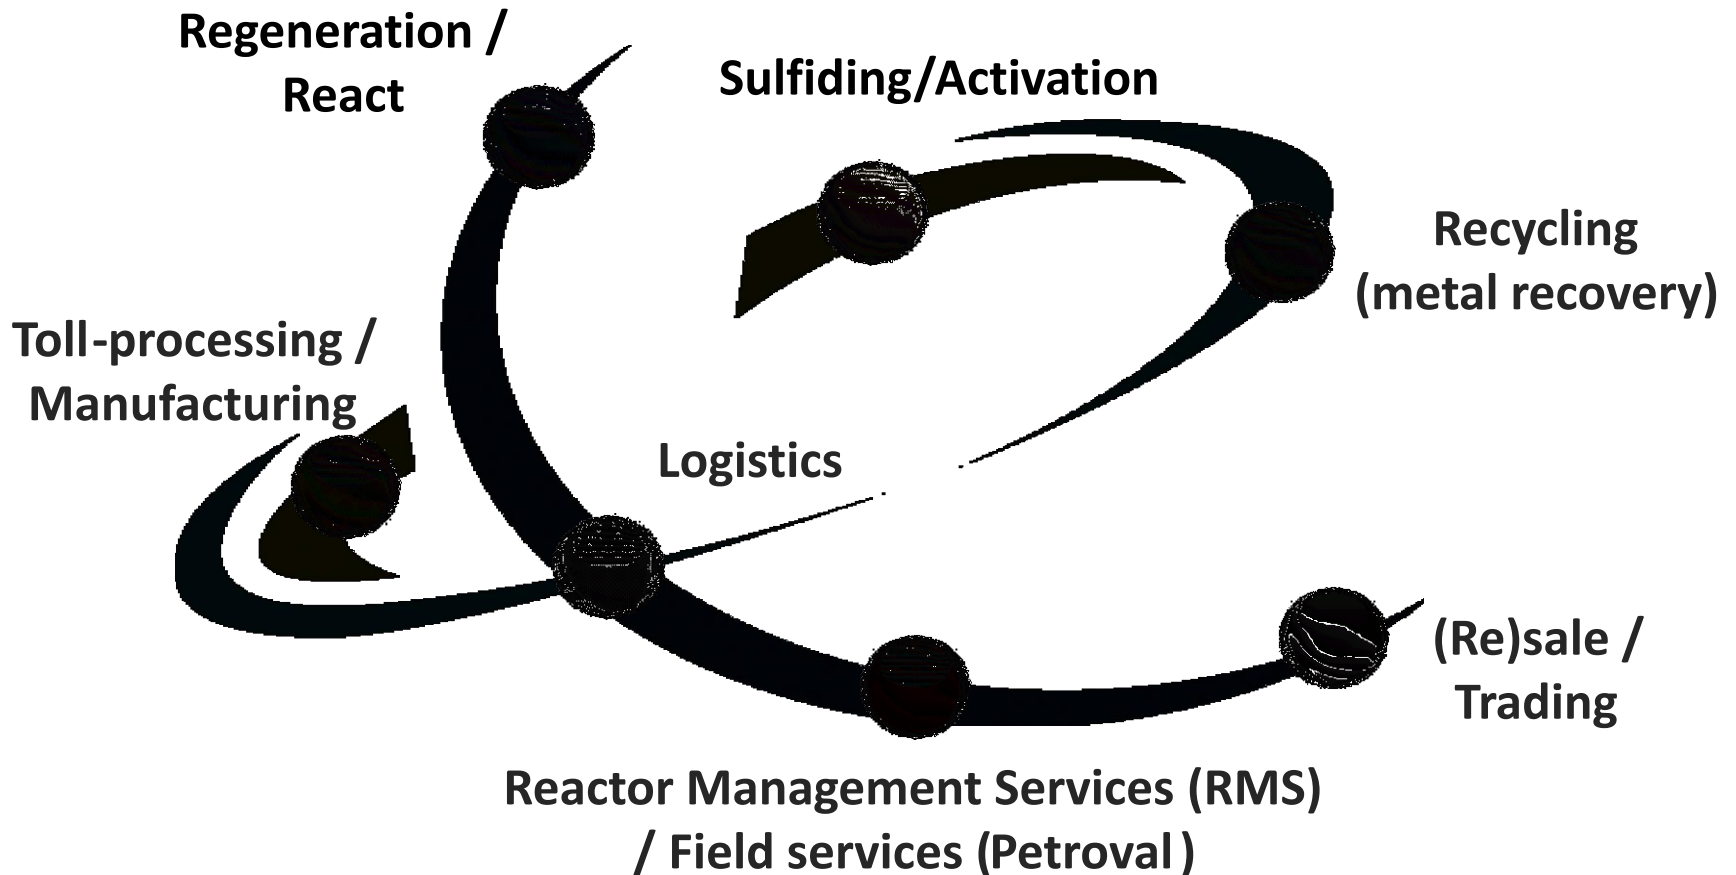 Regeneration /
React
Sulfiding/Activation
Recycling
(metal recovery)
Toll-processing /
Manufacturing
Logistics
(Re)sale /
Trading
Reactor Management Services (RMS)
/ Field services (Petroval)